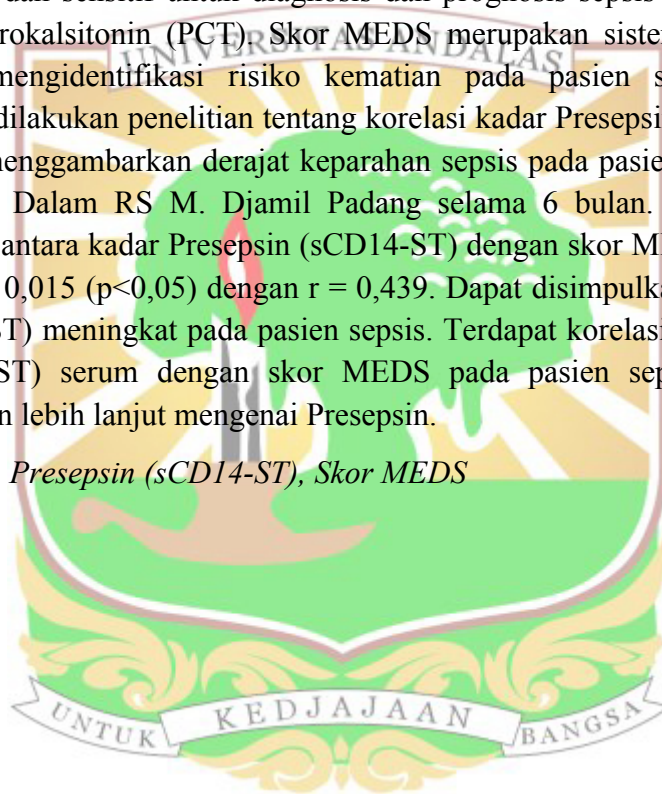 dan sensitif untuk diagnosis dan prognosis sepsis
rokalsitonin (PCT). Skor MEDS merupakan sistem
UNIVERSITAS ANDALAS
mengidentifikasi risiko kematian pada pasien s
dilakukan penelitian tentang korelasi kadar Presepsi
menggambarkan derajat keparahan sepsis pada pasie
Dalam RS M. Djamil Padang selama 6 bulan.
antara kadar Presepsin (sCD14-ST) dengan skor M
0,015 (p<0,05) dengan r = 0,439. Dapat disimpulka
ST) meningkat pada pasien sepsis. Terdapat korelasi
ST) serum dengan skor MEDS pada pasien sep
n lebih lanjut mengenai Presepsin.
Presepsin (sCD14-ST), Skor MEDS
UNTUK KEDJAJAAN BANGSA